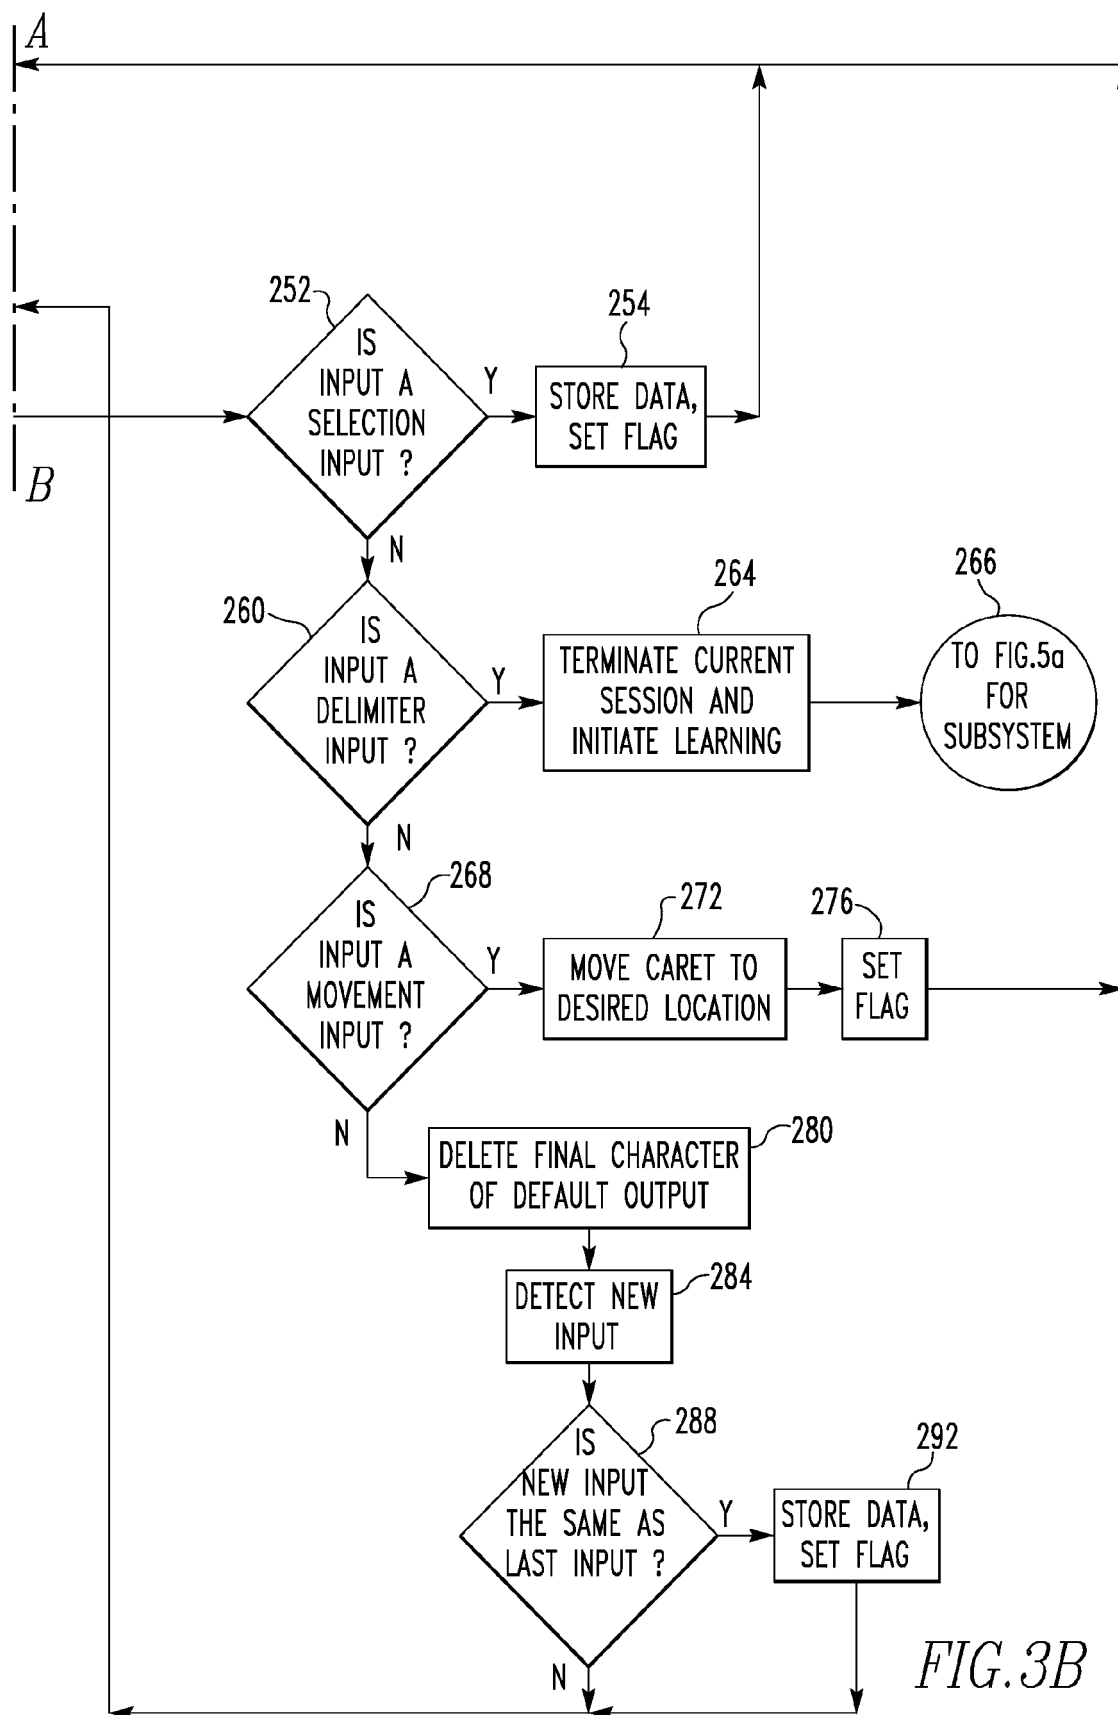 A
252
IS
INPUT A
SELECTION
INPUT ?
Y
254
STORE DATA,
SET FLAG
B
N
260
IS
INPUT A
DELIMITER
INPUT ?
Y
264
TERMINATE CURRENT
SESSION AND
INITIATE LEARNING
266
TO FIG.5a
FOR
SUBSYSTEM
N
268
IS
INPUT A
MOVEMENT
INPUT ?
Y
272
MOVE CARET TO
DESIRED LOCATION
276
SET
FLAG
N
280
DELETE FINAL CHARACTER
OF DEFAULT OUTPUT
284
DETECT NEW
INPUT
288
IS
NEW INPUT
THE SAME AS
LAST INPUT ?
Y
292
STORE DATA,
SET FLAG
N
FIG.3B